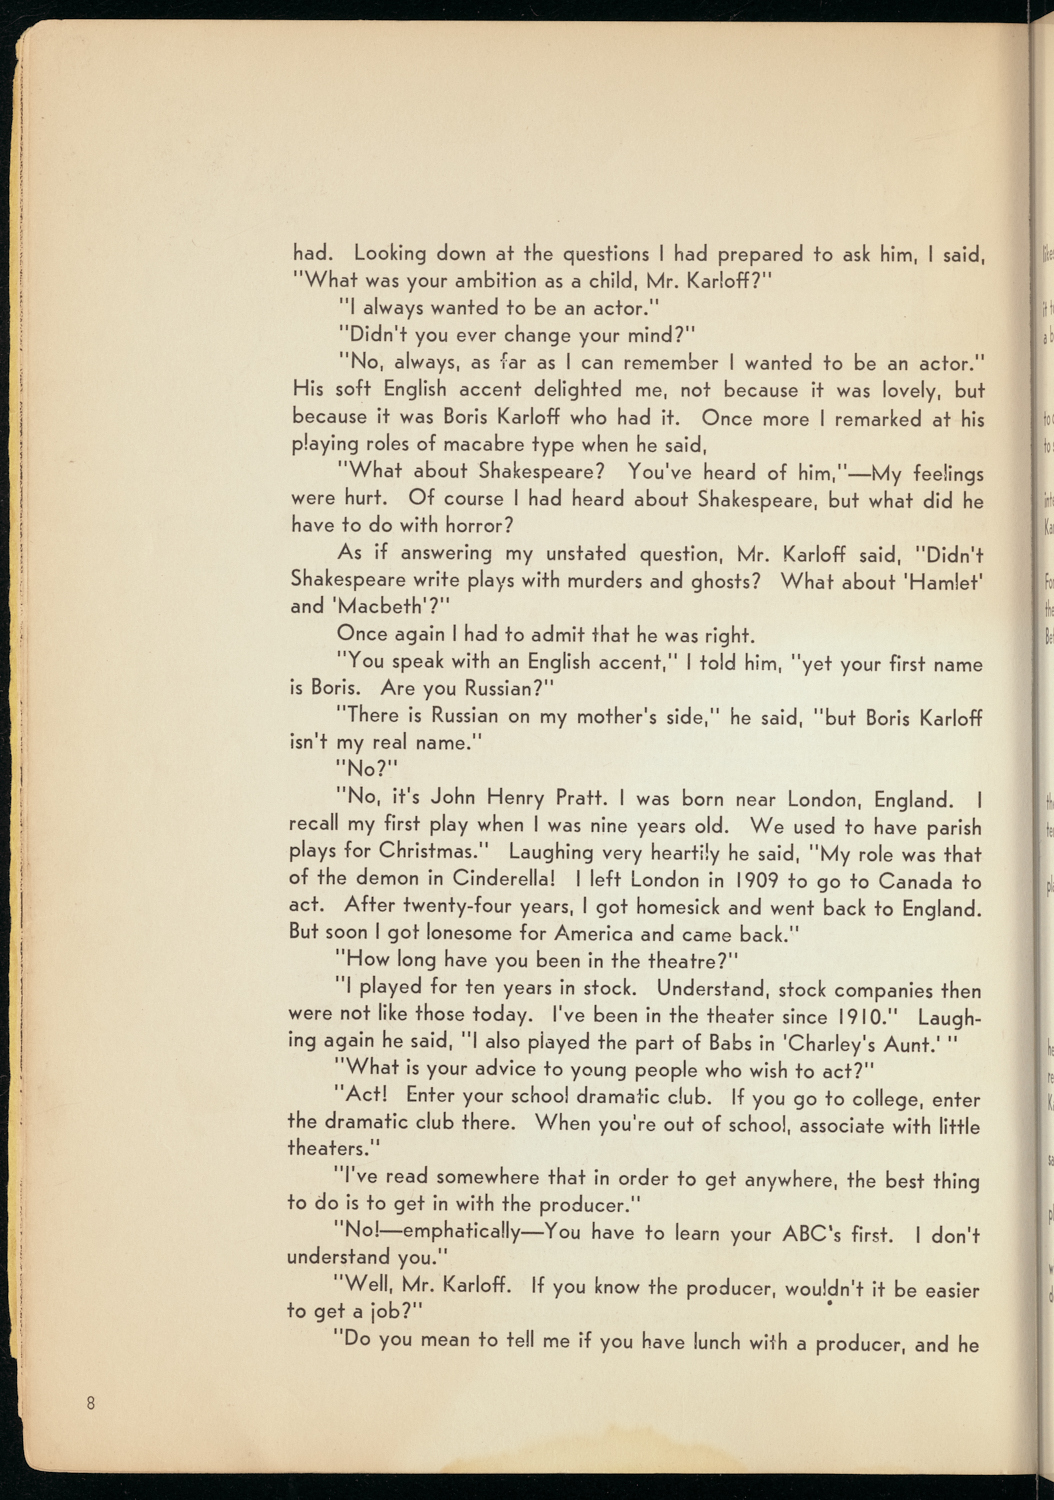 had. Looking down at the questions I had prepared to ask him, I said,
"What was your ambition as a child, Mr. Karloff?"
"I always wanted to be an actor."
"Didn't you ever change your mind?"
"No, always, as far as I can remember I wanted to be an actor."
His soft English accent delighted me, not because it was lovely, but
because it was Boris Karloff who had it. Once more I remarked at his
playing roles of macabre type when he said,
"What about Shakespeare? You've heard of him,"—My feelings
were hurt. Of course I had heard about Shakespeare, but what did he
have to do with horror?
As if answering my unstated question, Mr. Karloff said, "Didn't
Shakespeare write plays with murders and ghosts? What about 'Hamlet'
and 'Macbeth'?"
Once again I had to admit that he was right.
"You speak with an English accent," I told him, "yet your first name
is Boris. Are you Russian?"
"There is Russian on my mother's side," he said, "but Boris Karloff
isn't my real name."
"No?"
"No, it's John Henry Pratt. I was born near London, England. I
recall my first play when I was nine years old. We used to have parish
plays for Christmas." Laughing very heartily he said, "My role was that
of the demon in Cinderella! I left London in 1909 to go to Canada to
act. After twenty-four years, I got homesick and went back to England.
But soon I got lonesome for America and came back."
"How long have you been in the theatre?"
"I played for ten years in stock. Understand, stock companies then
were not like those today. I've been in the theater since 1910." Laugh-
ing again he said, "I also played the part of Babs in 'Charley's Aunt.' "
"What is your advice to young people who wish to act?"
"Act! Enter your school dramatic club. If you go to college, enter
the dramatic club there. When you're out of school, associate with little
theaters."
"I've read somewhere that in order to get anywhere, the best thing
to do is to get in with the producer."
"No!—emphatically—You have to learn your ABC's first. I don't
understand you."
"Well, Mr. Karloff. If you know the producer, wouldn't it be easier
to get a job?"
"Do you mean to tell me if you have lunch with a producer, and he
8